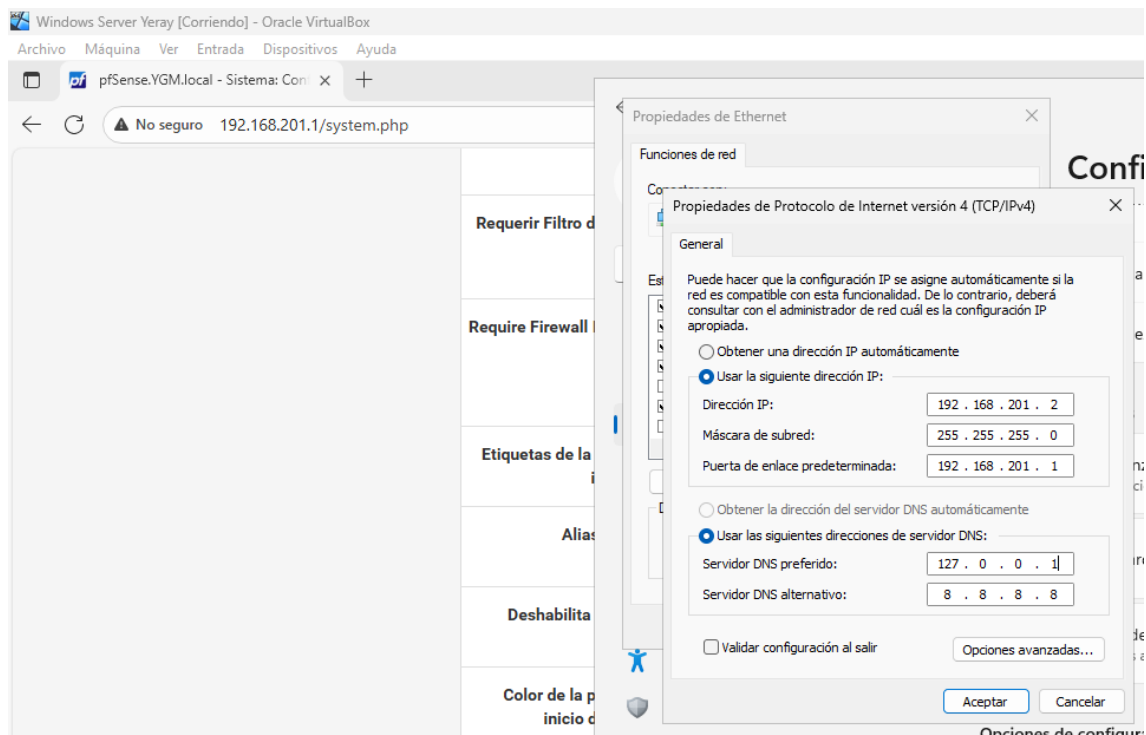 Windows Server Yeray [Corriendo] - Oracle VirtualBox
Archivo Máquina Ver Entrada Dispositivos Ayuda
pfSense.YGM.local - Sistema: Con
No seguro 192.168.201.1/system.php
Requerir Filtro d
Require Firewall
Etiquetas de la
i
Alias
Deshabilita
Color de la p
inicio d
Propiedades de Ethernet
Funciones de red
Confi
Propiedades de Protocolo de Internet versión 4 (TCP/IPv4)
General
Puede hacer que la configuración IP se asigne automáticamente si la
red es compatible con esta funcionalidad. De lo contrario, deberá
consultar con el administrador de red cuál es la configuración IP
apropiada.
Obtener una dirección IP automáticamente
Usar la siguiente dirección IP:
Dirección IP: 192 . 168 . 201 . 2
Máscara de subred: 255 . 255 . 255 . 0
Puerta de enlace predeterminada: 192 . 168 . 201 . 1
Obtener la dirección del servidor DNS automáticamente
Usar las siguientes direcciones de servidor DNS:
Servidor DNS preferido: 127 . 0 . 0 . 1
Servidor DNS alternativo: 8 . 8 . 8 . 8
Validar configuración al salir
Opciones avanzadas...
Aceptar Cancelar
Opciones de configura